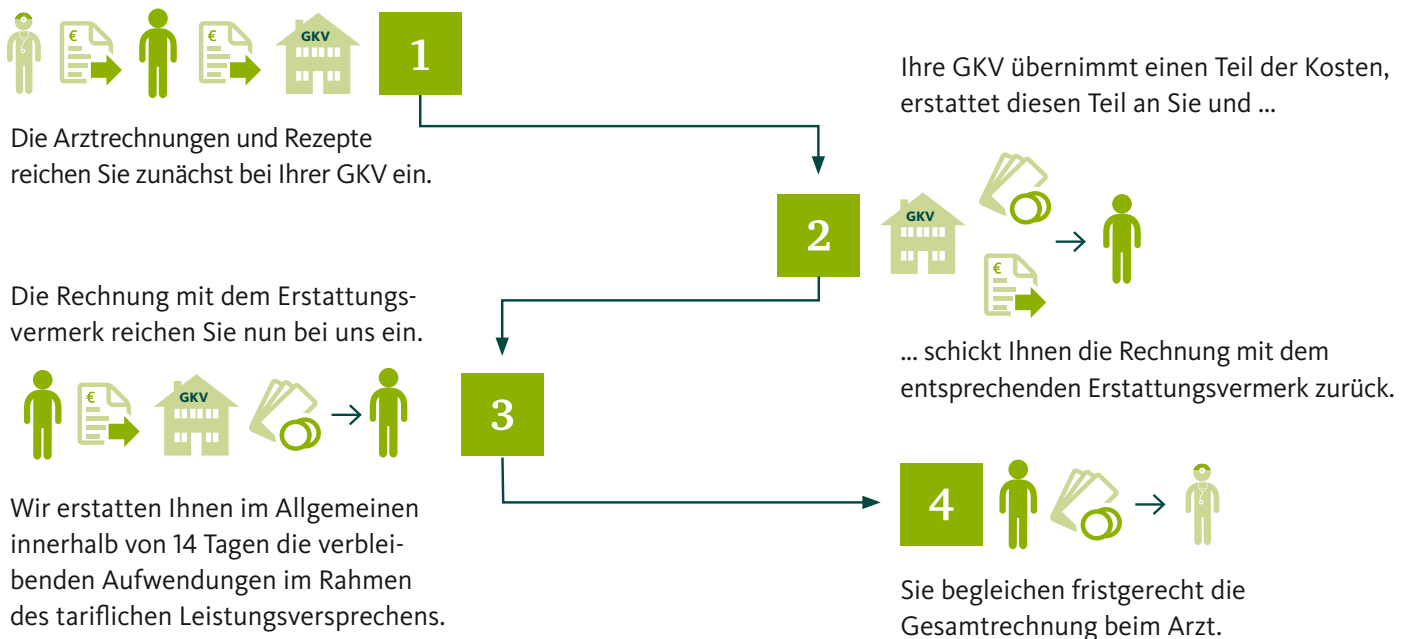 €
€
GKV
1
Die Arztrechnungen und Rezepte
reichen Sie zunächst bei Ihrer GKV ein.
Ihre GKV übernimmt einen Teil der Kosten,
erstattet diesen Teil an Sie und ...
2
GKV
€
... schickt Ihnen die Rechnung mit dem
entsprechenden Erstattungsvermerk zurück.
Die Rechnung mit dem Erstattungs-
vermerk reichen Sie nun bei uns ein.
€
GKV
3
Wir erstatten Ihnen im Allgemeinen
innerhalb von 14 Tagen die verblei-
benden Aufwendungen im Rahmen
des tariflichen Leistungsversprechens.
4
Sie begleichen fristgerecht die
Gesamtrechnung beim Arzt.